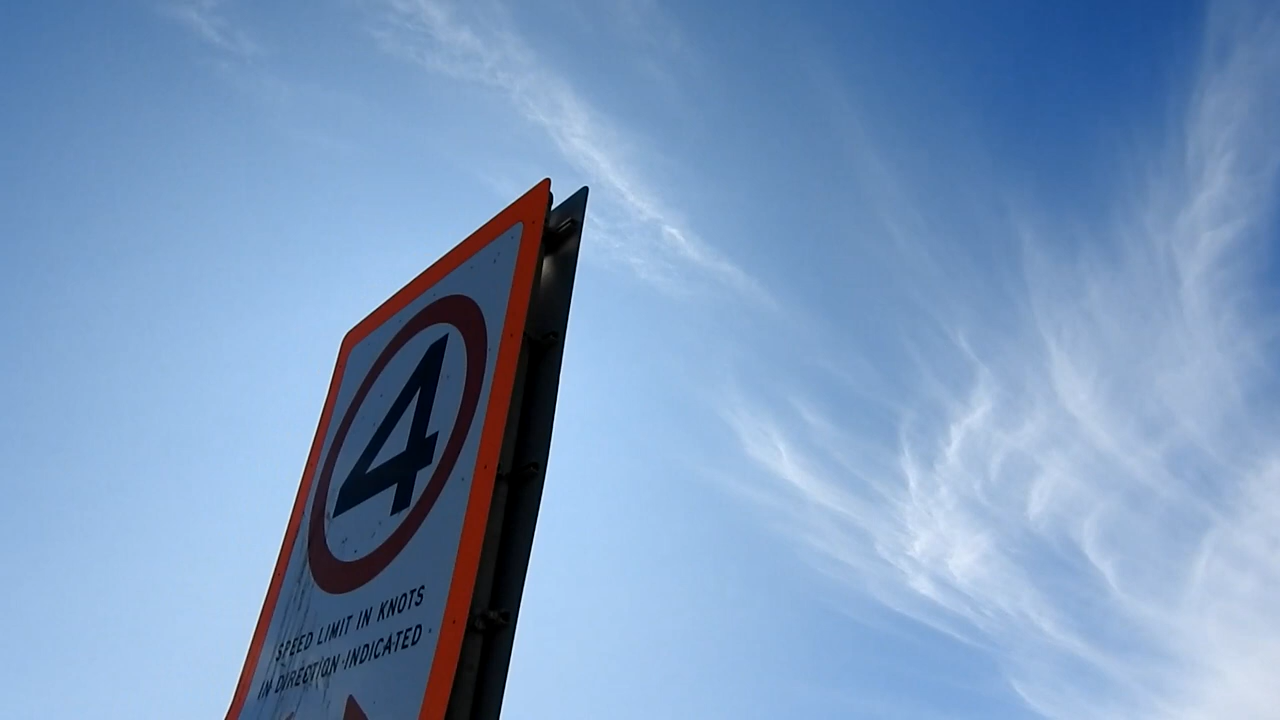 4
SPEED LIMIT IN KNOTS
IN DIRECTION INDICATED